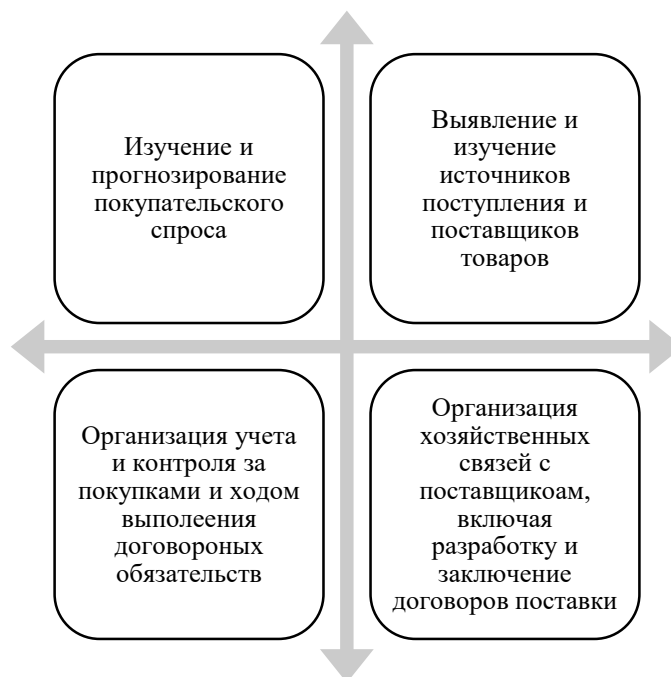 Изучение и
прогнозирование
покупательского
спроса
Выявление и
изучение
источников
поступления и
поставщиков
товаров
Организация учета
и контроля за
покупками и ходом
выполеения
договороных
обязательств
Организация
хозяйственных
связей с
поставщикоам,
включая
разработку и
заключение
договоров поставки